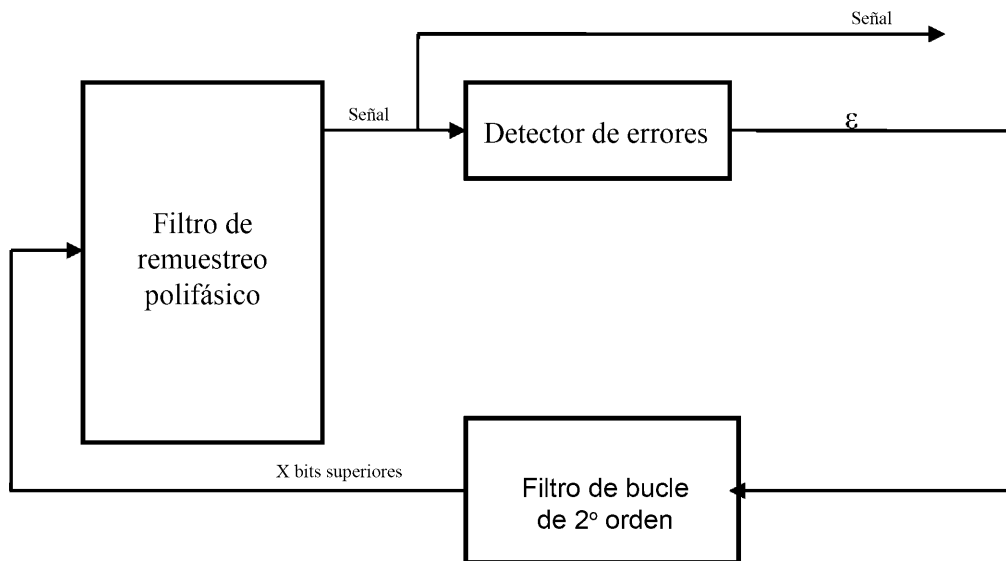 Señal
Señal
Detector de errores
ε
Filtro de
remuestreo
polifásico
X bits superiores
Filtro de bucle
de 2º orden